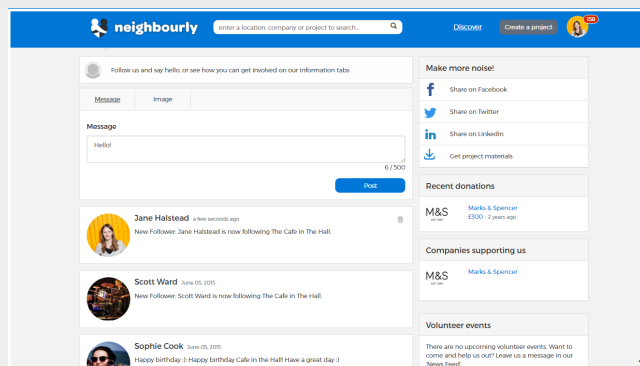 neighbourly
enter a location, company or project to search...
Discover
Create a project
158
Follow us and say hello, or see how you can get involved on our information tabs
Message
Image
Message
Hello!
6 / 500
Post
Jane Halstead a few seconds ago
New Follower: Jane Halstead is now following The Cafe in The Hall.
Scott Ward June 05, 2015
New Follower: Scott Ward is now following The Cafe in The Hall.
Sophie Cook June 05, 2015
Happy birthday :) Happy birthday Cafe in the Hall! Have a great day :)
Make more noise!
Share on Facebook
Share on Twitter
Share on LinkedIn
Get project materials
Recent donations
M&S
EST. 1884
Marks & Spencer
£300 - 2 years ago
Companies supporting us
M&S
EST. 1884
Marks & Spencer
Volunteer events
There are no upcoming volunteer events. Want to
come and help us out? Leave us a message in our
'News Feed'.